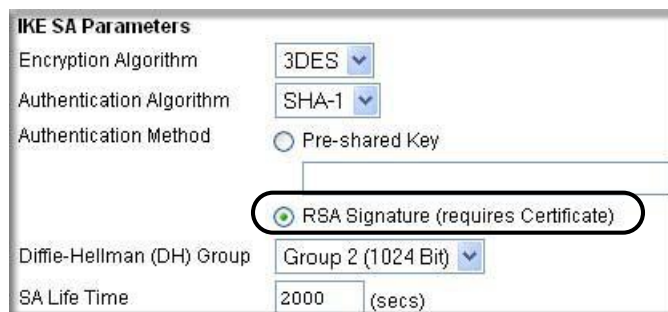 IKE SA Parameters
Encryption Algorithm 3DES
Authentication Algorithm SHA-1
Authentication Method Pre-shared Key
RSA Signature (requires Certificate)
Diffie-Hellman (DH) Group Group 2 (1024 Bit)
SA Life Time 2000 (secs)